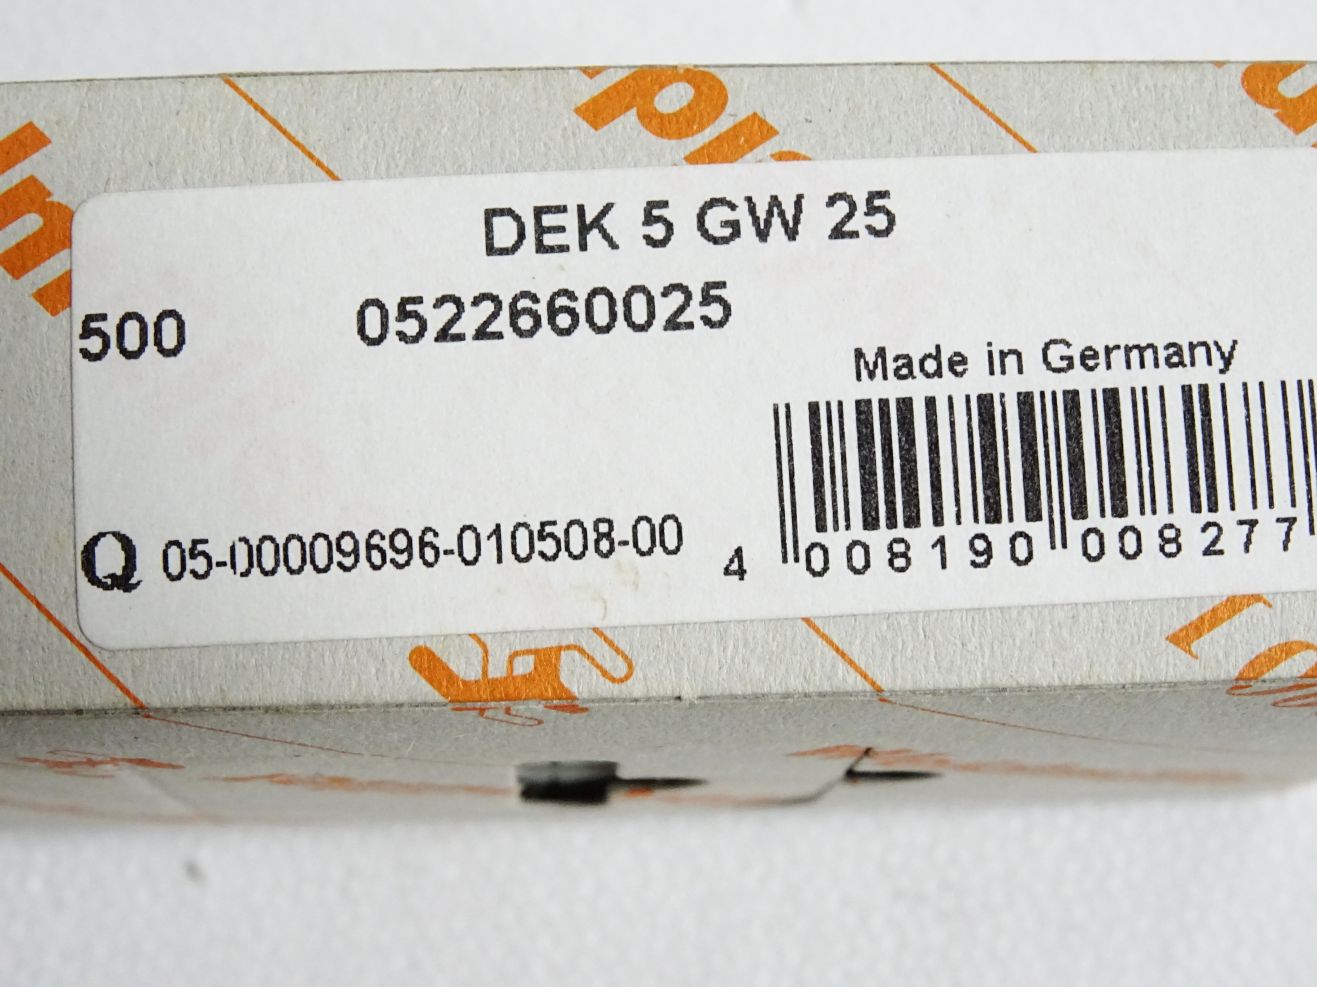 DEK 5 GW 25
500 0522660025
Made in Germany
Q 05-00009696-010508-00
4 008190 008277